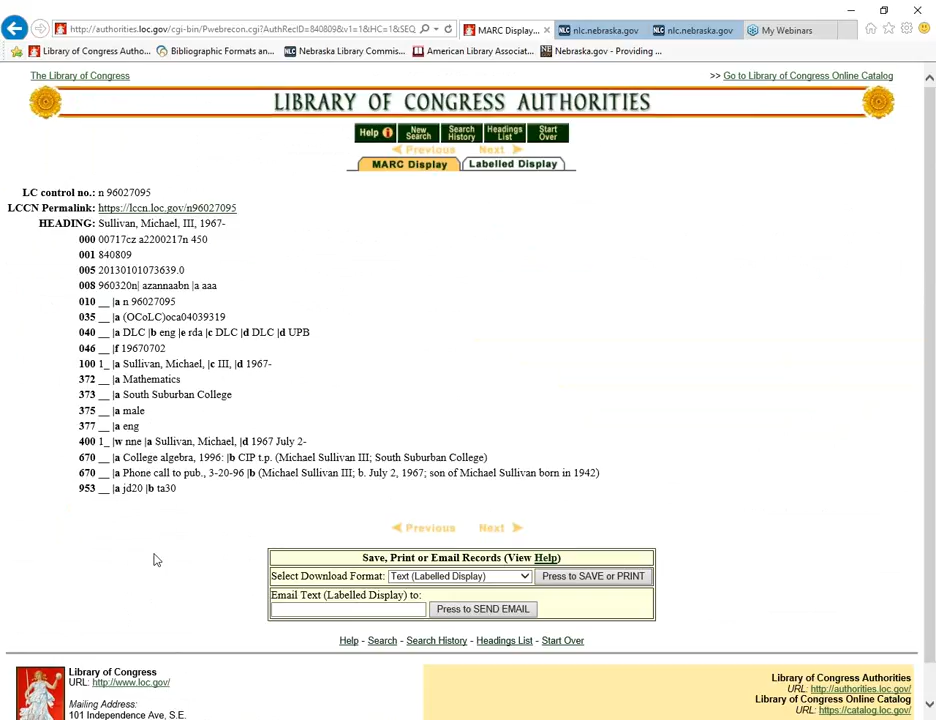 http://authorities.loc.gov/cgi-bin/Pwebrecon.cgi?AuthRecID=840809&v1=1&HC=1&SEQ_
MARC Display...
nlc.nebraska.gov
nlc.nebraska.gov
My Webinars
Library of Congress Autho...
Bibliographic Formats an...
Nebraska Library Commis...
American Library Associat...
Nebraska.gov - Providing ...
The Library of Congress
>> Go to Library of Congress Online Catalog
LIBRARY OF CONGRESS AUTHORITIES
Help i
New Search
Search History
Headings List
Start Over
Previous Next
MARC Display
Labelled Display
LC control no.: n 96027095
LCCN Permalink: https://lccn.loc.gov/n96027095
HEADING: Sullivan, Michael, III, 1967-
000 00717cz a2200217n 450
001 840809
005 20130101073639.0
008 960320n| azannaabn |a aaa
010 __ |a n 96027095
035 __ |a (OCoLC)oca04039319
040 __ |a DLC |b eng |e rda |c DLC |d DLC |d UPB
046 __ |f 19670702
100 1_ |a Sullivan, Michael, |c III, |d 1967-
372 __ |a Mathematics
373 __ |a South Suburban College
375 __ |a male
377 __ |a eng
400 1_ |w nne |a Sullivan, Michael, |d 1967 July 2-
670 __ |a College algebra, 1996: |b CIP t.p. (Michael Sullivan III; South Suburban College)
670 __ |a Phone call to pub., 3-20-96 |b (Michael Sullivan III; b. July 2, 1967; son of Michael Sullivan born in 1942)
953 __ |a jd20 |b ta30
Previous Next
Save, Print or Email Records (View Help)
Select Download Format: Text (Labelled Display) Press to SAVE or PRINT
Email Text (Labelled Display) to:
Press to SEND EMAIL
Help - Search - Search History - Headings List - Start Over
Library of Congress
URL: http://www.loc.gov/
Mailing Address:
101 Independence Ave, S.E.
Library of Congress Authorities
URL: http://authorities.loc.gov/
Library of Congress Online Catalog
URL: https://catalog.loc.gov/